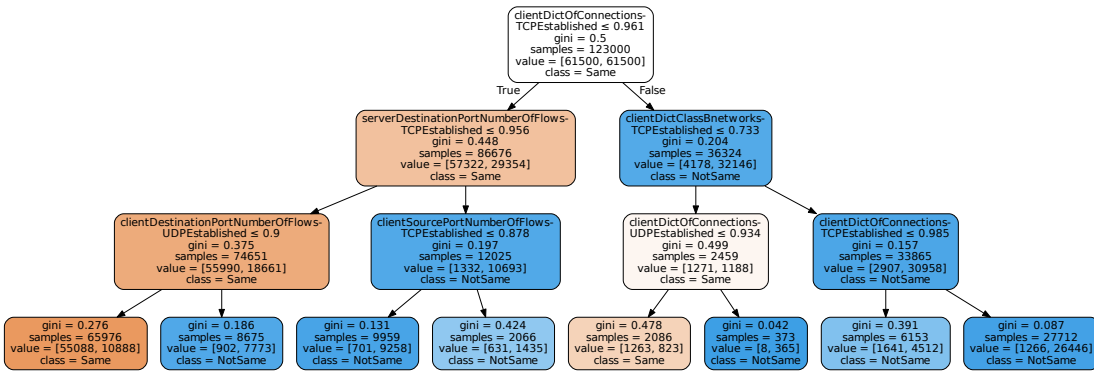 clientDictOfConnections-
TCPEstablished ≤ 0.961
gini = 0.5
samples = 123000
value = [61500, 61500]
class = Same
True
False
serverDestinationPortNumberOfFlows-
TCPEstablished ≤ 0.956
gini = 0.448
samples = 86676
value = [57322, 29354]
class = Same
clientDictClassBnetworks-
TCPEstablished ≤ 0.733
gini = 0.204
samples = 36324
value = [4178, 32146]
class = NotSame
clientDestinationPortNumberOfFlows-
UDPEstablished ≤ 0.9
gini = 0.375
samples = 74651
value = [55990, 18661]
class = Same
clientSourcePortNumberOfFlows-
TCPEstablished ≤ 0.878
gini = 0.197
samples = 12025
value = [1332, 10693]
class = NotSame
clientDictOfConnections-
UDPEstablished ≤ 0.934
gini = 0.499
samples = 2459
value = [1271, 1188]
class = Same
clientDictOfConnections-
TCPEstablished ≤ 0.985
gini = 0.157
samples = 33865
value = [2907, 30958]
class = NotSame
gini = 0.276
samples = 65976
value = [55088, 10888]
class = Same
gini = 0.186
samples = 8675
value = [902, 7773]
class = NotSame
gini = 0.131
samples = 9959
value = [701, 9258]
class = NotSame
gini = 0.424
samples = 2066
value = [631, 1435]
class = NotSame
gini = 0.478
samples = 2086
value = [1263, 823]
class = Same
gini = 0.042
samples = 373
value = [8, 365]
class = NotSame
gini = 0.391
samples = 6153
value = [1641, 4512]
class = NotSame
gini = 0.087
samples = 27712
value = [1266, 26446]
class = NotSame